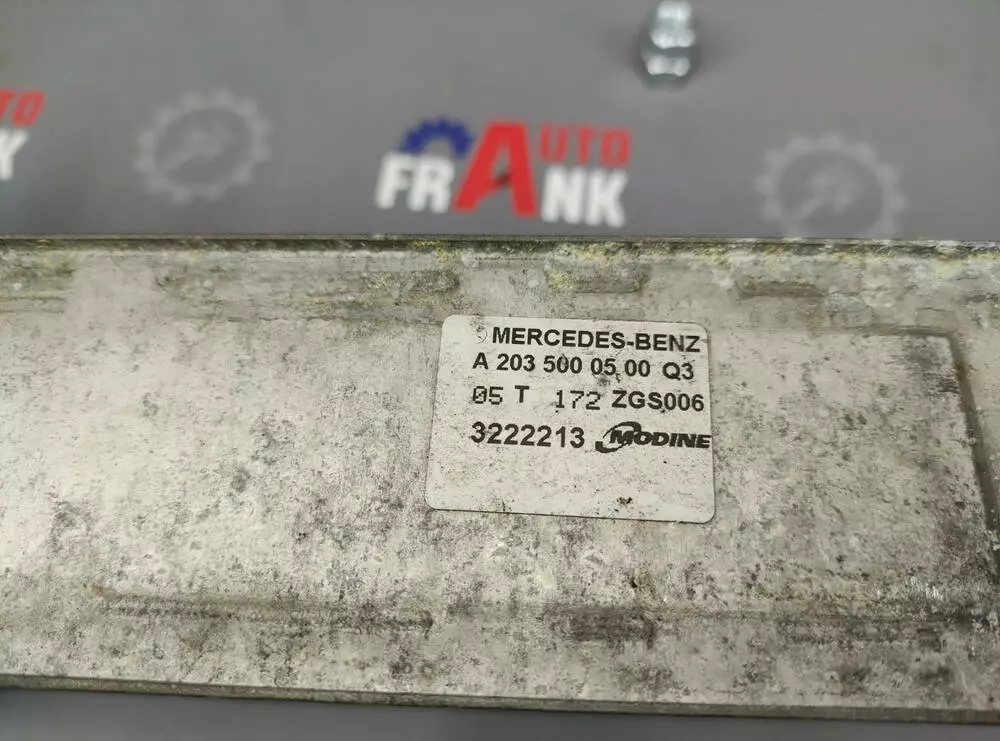 AUTO
FRANK
MERCEDES-BENZ
A 203 500 05 00 Q3
05 T 172 ZGS006
3222213 MODINE